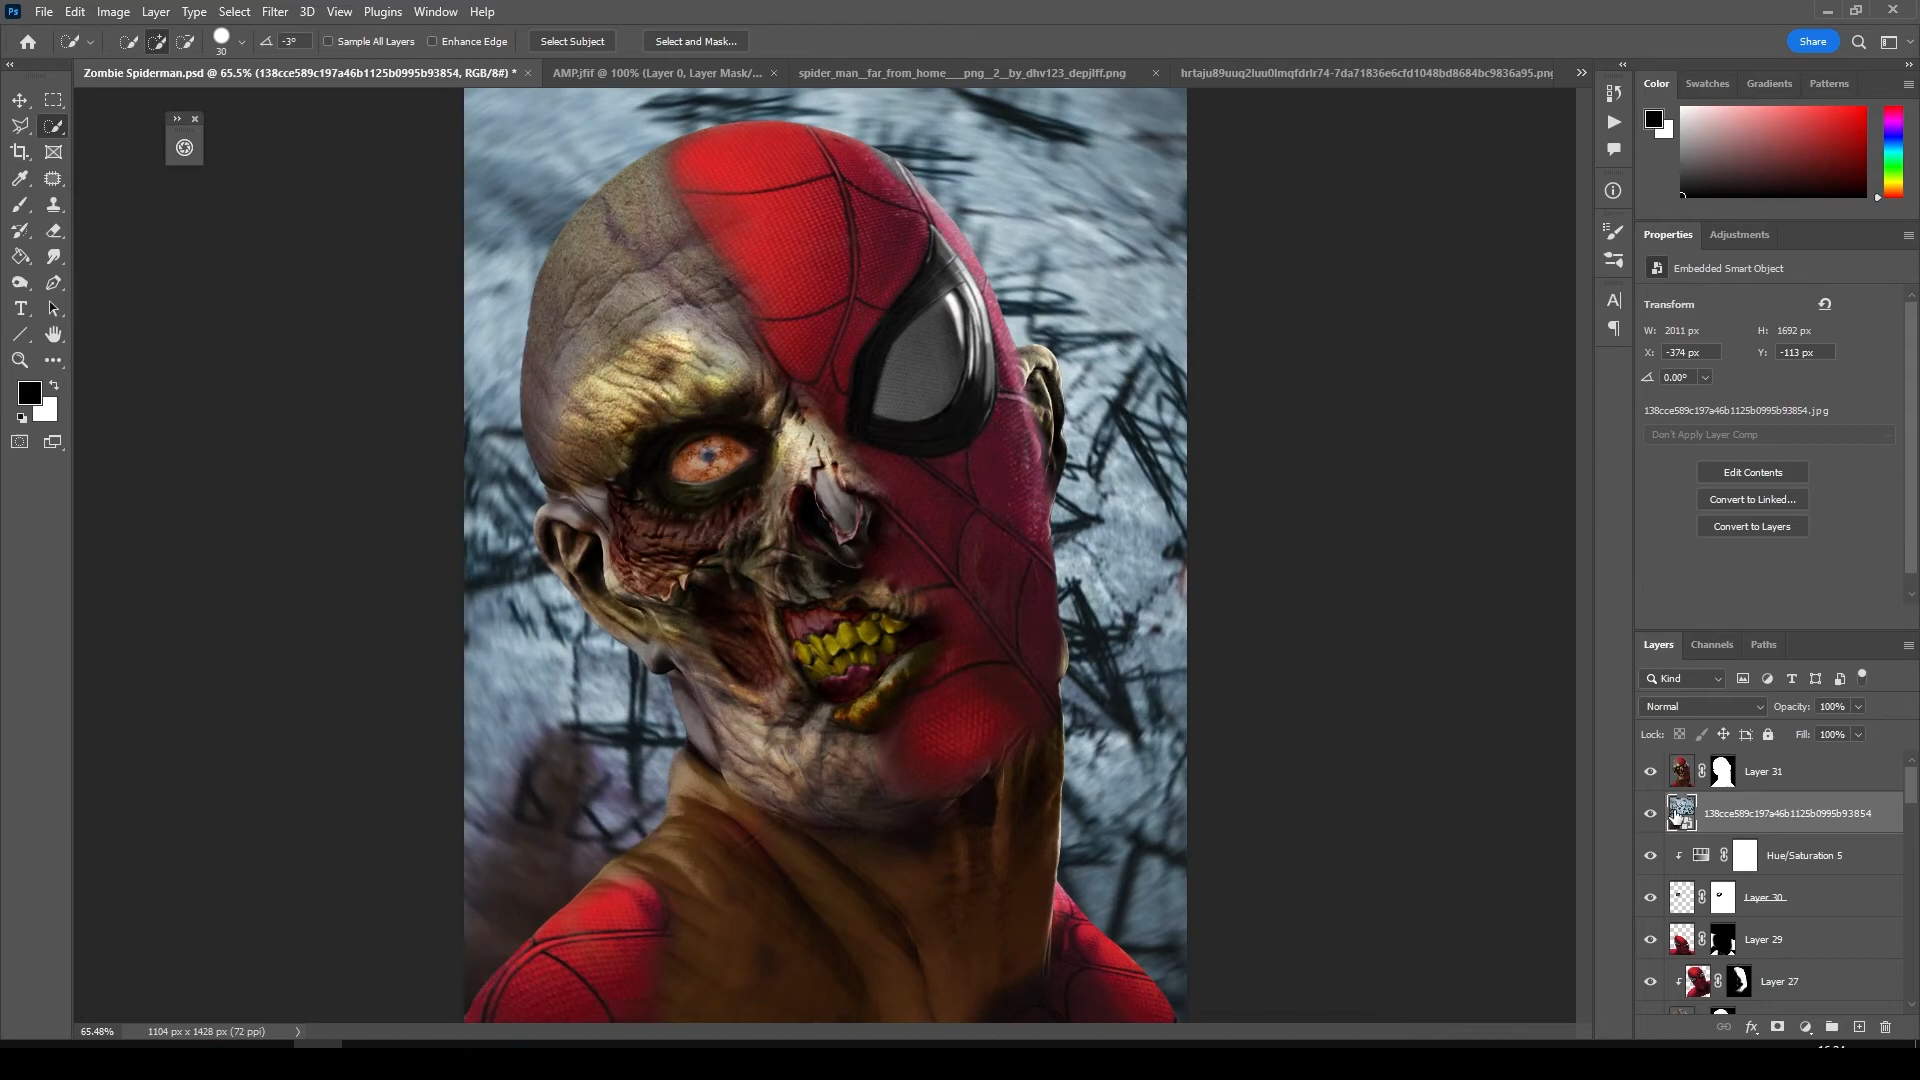 Ps File Edit Image Layer Type Select Filter 3D View Plugins Window Help
30 -3° Sample All Layers Enhance Edge Select Subject Select and Mask... Share
Zombie Spiderman.psd @ 65.5% (138cce589c197a46b1125b0995b93854, RGB/8#) * AMP.jfif @ 100% (Layer 0, Layer Mask/... spider_man__far_from_home___png__2__by_dhv123_depjlff.png hrtaju89uuq2luu0lmqfdrlr74-7da71836e6cfd1048bd8684bc9836a95.png
Color Swatches Gradients Patterns
Properties Adjustments
Embedded Smart Object
Transform
W: 2011 px H: 1692 px
X: -374 px Y: -113 px
0.00°
138cce589c197a46b1125b0995b93854.jpg
Don't Apply Layer Comp
Edit Contents
Convert to Linked...
Convert to Layers
Layers Channels Paths
Kind
Normal Opacity: 100%
Lock: Fill: 100%
Layer 31
138cce589c197a46b1125b0995b93854
Hue/Saturation 5
Layer 30
Layer 29
Layer 27
65.48% 1104 px x 1428 px (72 ppi)